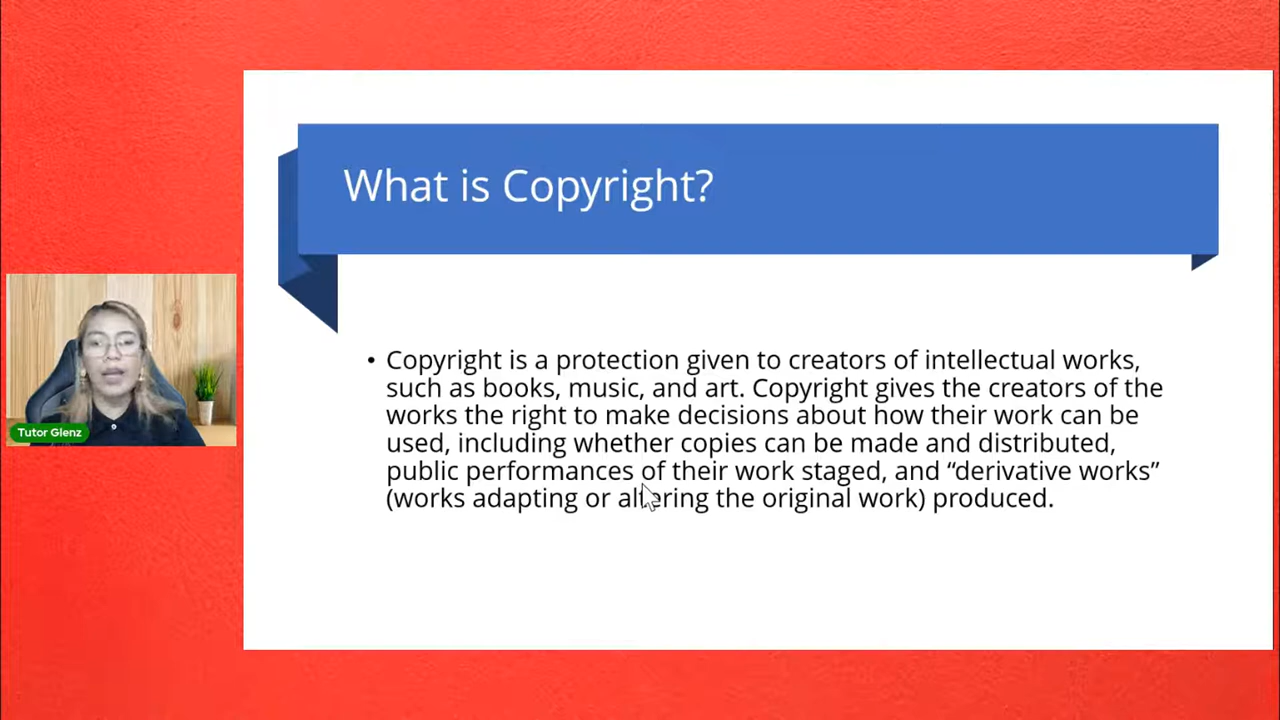 What is Copyright?
• Copyright is a protection given to creators of intellectual works,
such as books, music, and art. Copyright gives the creators of the
works the right to make decisions about how their work can be
used, including whether copies can be made and distributed,
public performances of their work staged, and “derivative works”
(works adapting or altering the original work) produced.
Tutor Glenz